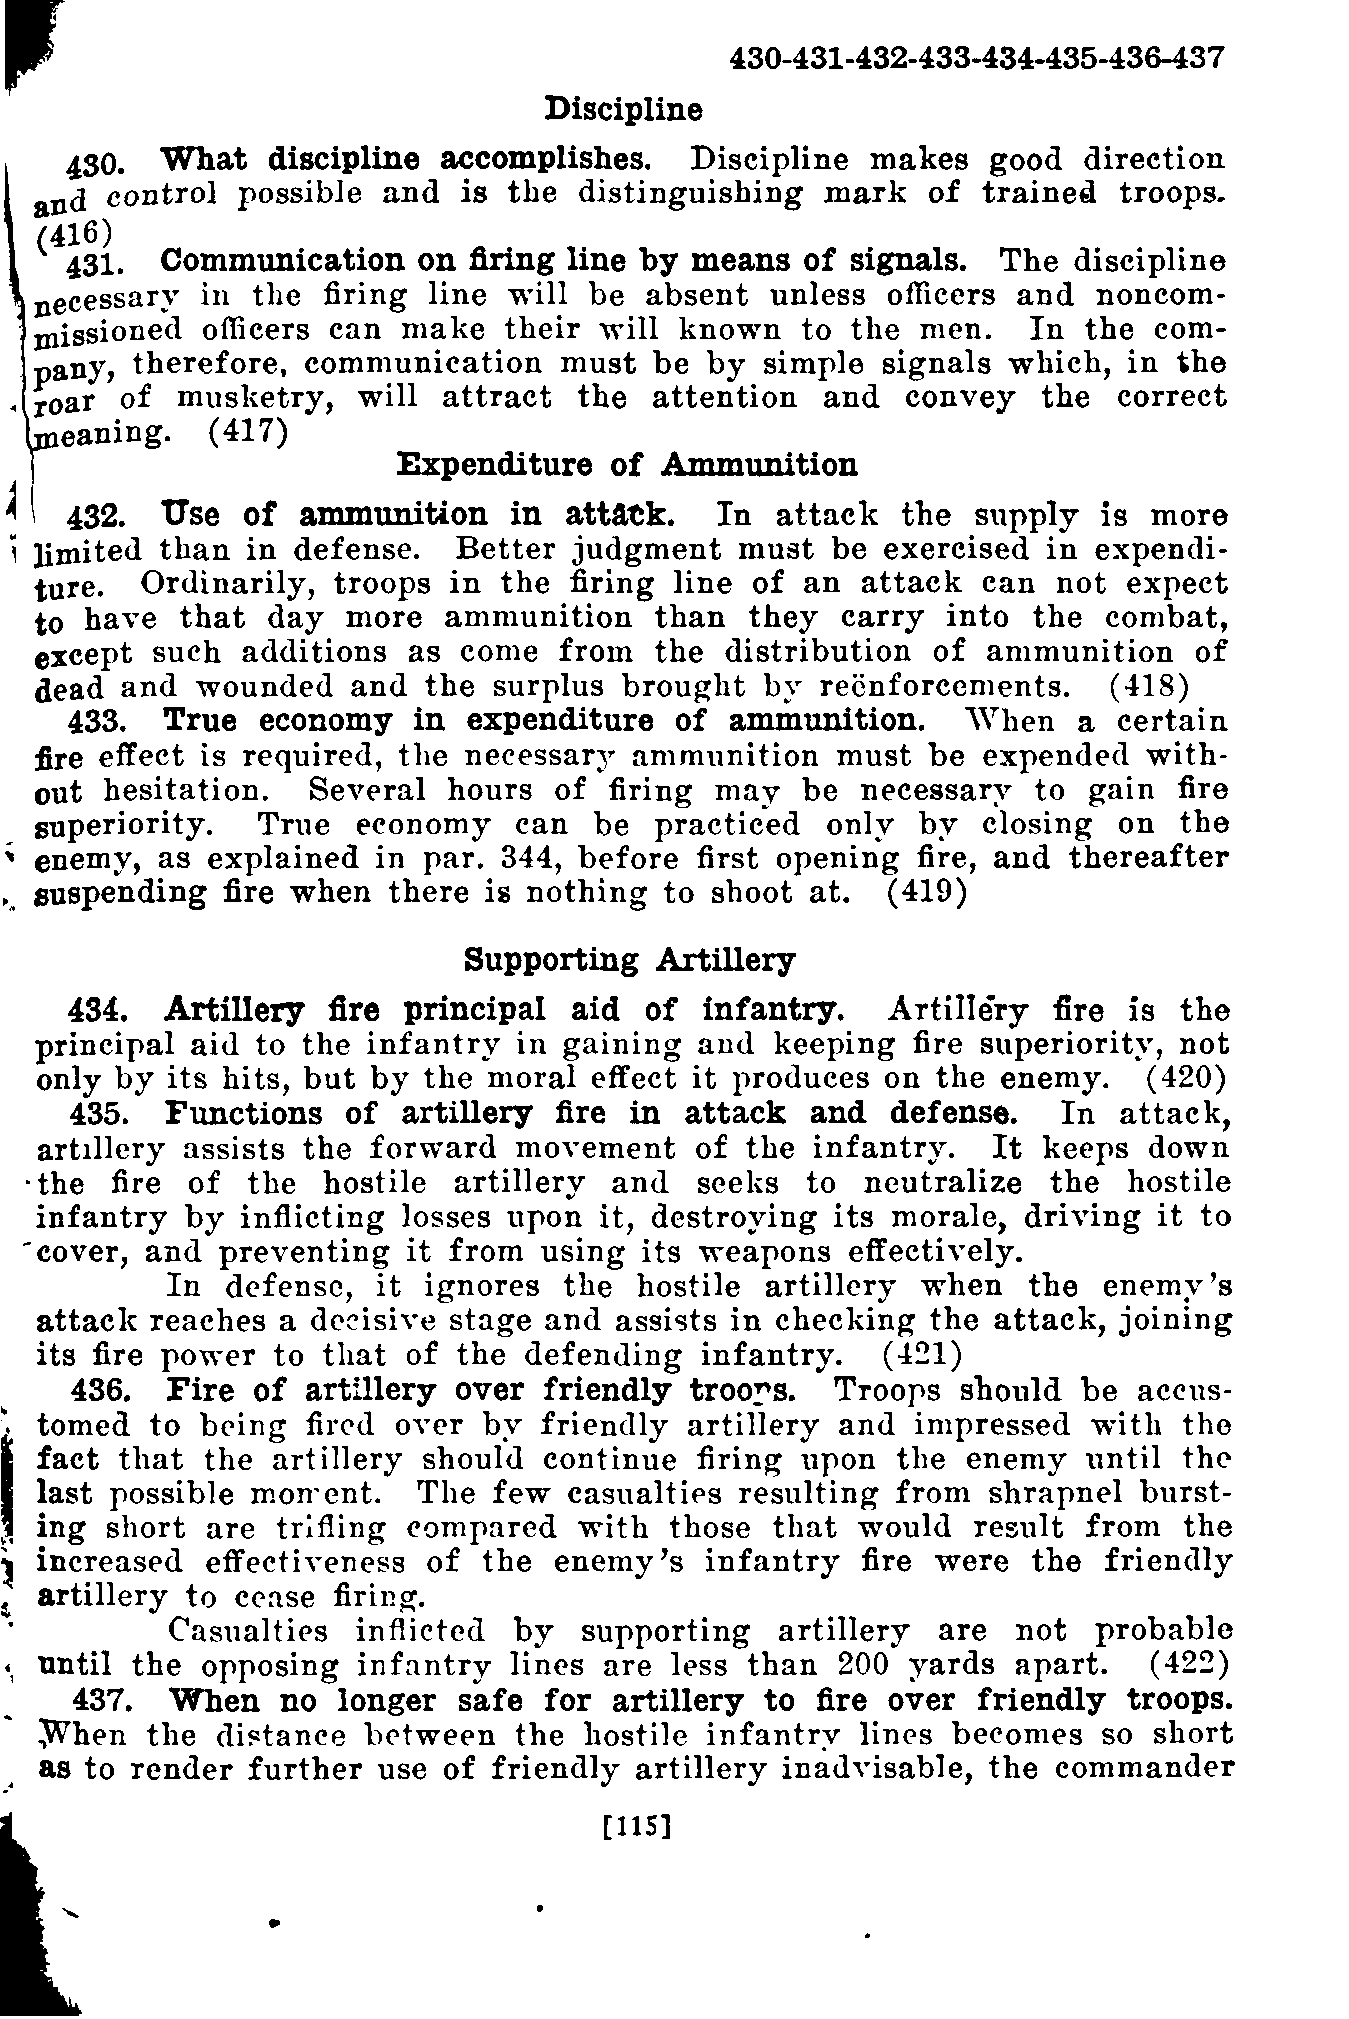 430-431-432-433-434-435-436-437
Discipline
430. What discipline accomplishes. Discipline makes good direction
and control possible and is the distinguishing mark of trained troops.
(416)
431. Communication on firing line by means of signals. The discipline
necessary in the firing line will be absent unless officers and noncom-
missioned officers can make their will known to the men. In the com-
pany, therefore, communication must be by simple signals which, in the
roar of musketry, will attract the attention and convey the correct
meaning. (417)
Expenditure of Ammunition
432. Use of ammunition in attack. In attack the supply is more
limited than in defense. Better judgment must be exercised in expendi-
ture. Ordinarily, troops in the firing line of an attack can not expect
to have that day more ammunition than they carry into the combat,
except such additions as come from the distribution of ammunition of
dead and wounded and the surplus brought by reënforcements. (418)
433. True economy in expenditure of ammunition. When a certain
fire effect is required, the necessary ammunition must be expended with-
out hesitation. Several hours of firing may be necessary to gain fire
superiority. True economy can be practiced only by closing on the
enemy, as explained in par. 344, before first opening fire, and thereafter
suspending fire when there is nothing to shoot at. (419)
Supporting Artillery
434. Artillery fire principal aid of infantry. Artillery fire is the
principal aid to the infantry in gaining and keeping fire superiority, not
only by its hits, but by the moral effect it produces on the enemy. (420)
435. Functions of artillery fire in attack and defense. In attack,
artillery assists the forward movement of the infantry. It keeps down
the fire of the hostile artillery and seeks to neutralize the hostile
infantry by inflicting losses upon it, destroying its morale, driving it to
cover, and preventing it from using its weapons effectively.
In defense, it ignores the hostile artillery when the enemy's
attack reaches a decisive stage and assists in checking the attack, joining
its fire power to that of the defending infantry. (421)
436. Fire of artillery over friendly troops. Troops should be accus-
tomed to being fired over by friendly artillery and impressed with the
fact that the artillery should continue firing upon the enemy until the
last possible moment. The few casualties resulting from shrapnel burst-
ing short are trifling compared with those that would result from the
increased effectiveness of the enemy's infantry fire were the friendly
artillery to cease firing.
Casualties inflicted by supporting artillery are not probable
until the opposing infantry lines are less than 200 yards apart. (422)
437. When no longer safe for artillery to fire over friendly troops.
When the distance between the hostile infantry lines becomes so short
as to render further use of friendly artillery inadvisable, the commander
[115]